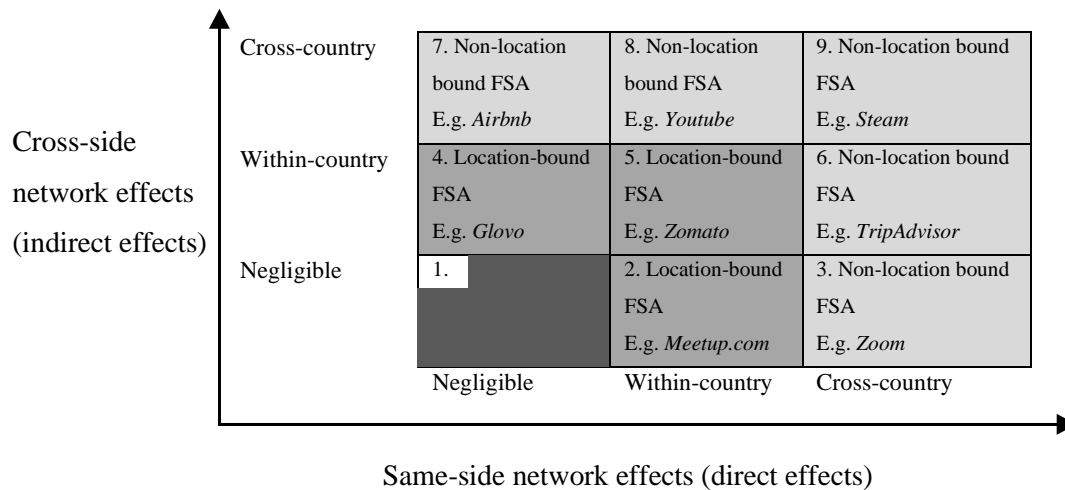 Cross-country
7. Non-location
bound FSA
E.g. Airbnb
8. Non-location
bound FSA
E.g. Youtube
9. Non-location bound
FSA
E.g. Steam
Cross-side
network effects
(indirect effects)
Within-country
4. Location-bound
FSA
E.g. Glovo
5. Location-bound
FSA
E.g. Zomato
6. Non-location bound
FSA
E.g. TripAdvisor
Negligible
1.
2. Location-bound
FSA
E.g. Meetup.com
3. Non-location bound
FSA
E.g. Zoom
Negligible
Within-country
Cross-country
Same-side network effects (direct effects)